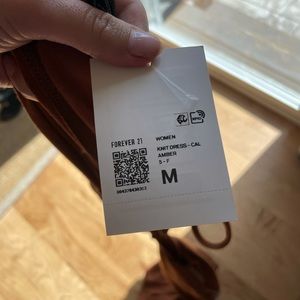 FOREVER 21
WOMEN
KNIT DRESS - CAL
AMBER
S - F
M